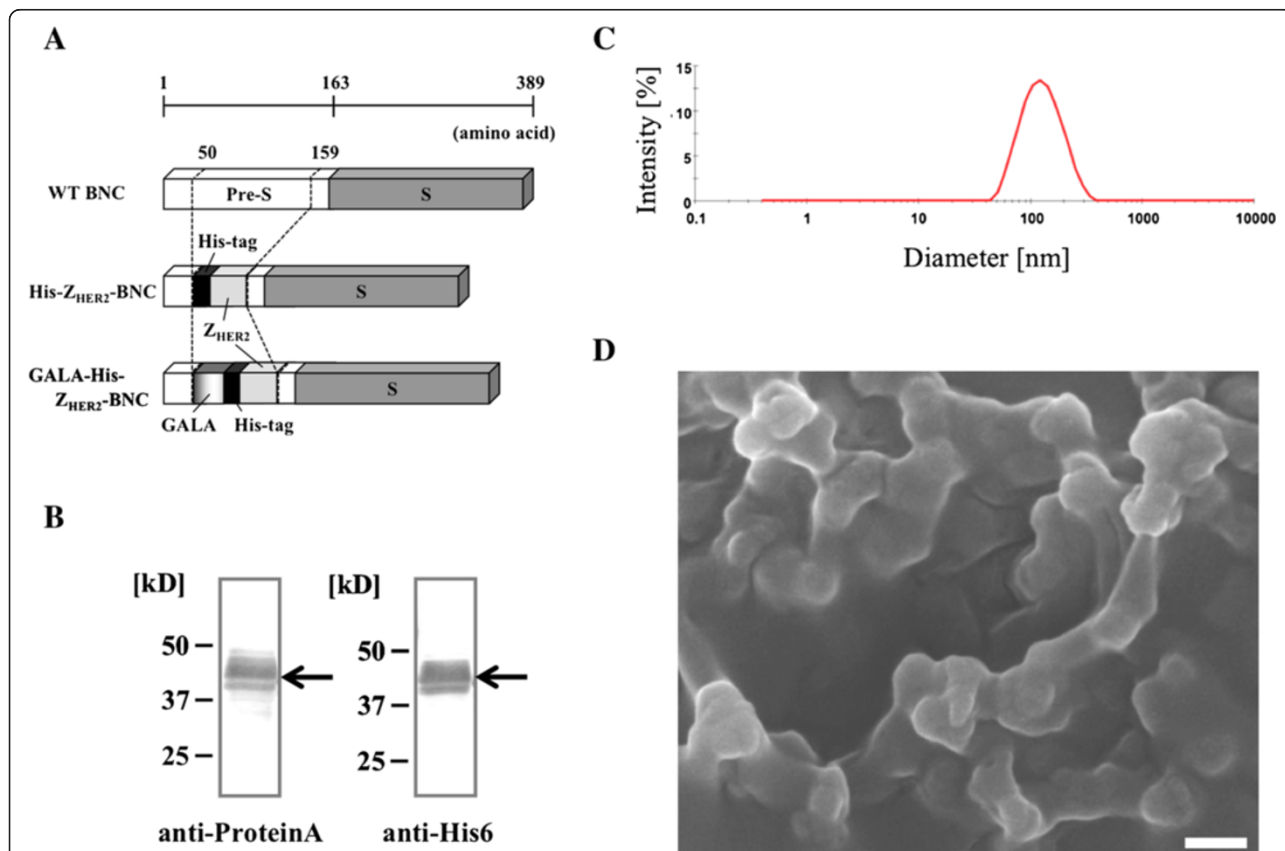 A
1 163 389
(amino acid)
50 159
WT BNC
Pre-S
S
His-tag
His-ZHER2-BNC
S
ZHER2
GALA-His-
ZHER2-BNC
S
GALA
His-tag
B
[kD]
50
37
25
anti-ProteinA
[kD]
50
37
25
anti-His6
C
Intensity [%]
15
10
5
0
0.1 1 10 100 1000 10000
Diameter [nm]
D